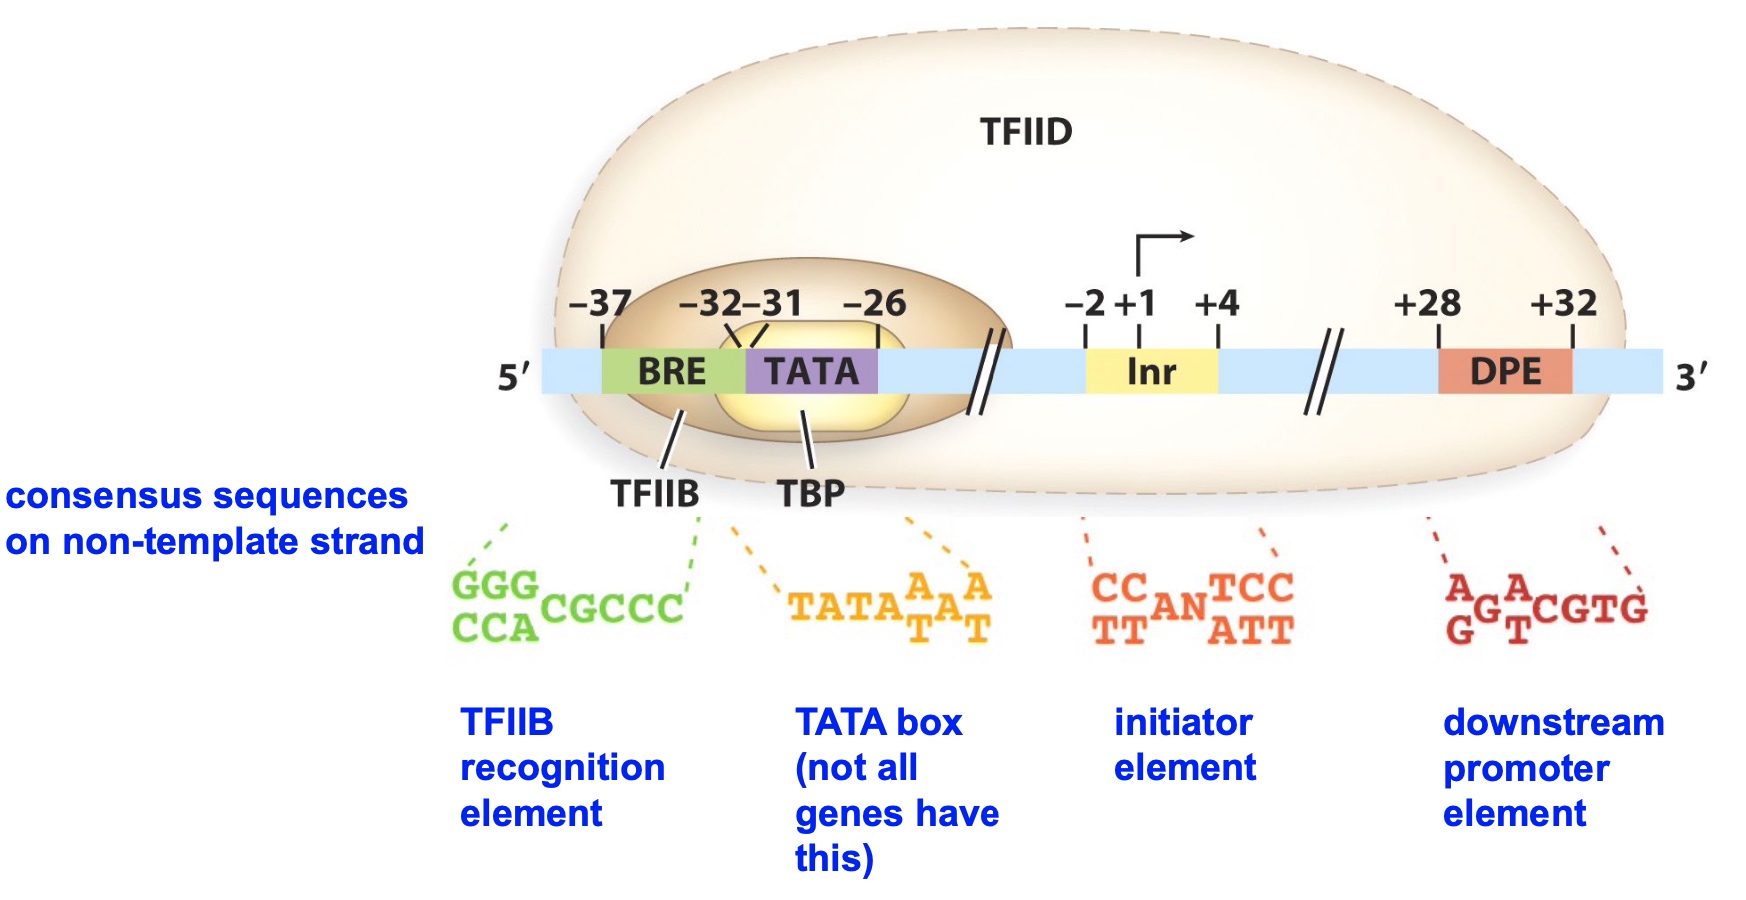 TFIID
–37 –32 –31 –26 –2 +1 +4 +28 +32
5′ BRE TATA Inr DPE 3′
TFIIB TBP
consensus sequences
on non-template strand
GGG A A CC TCC A A
CGCCC TATA A AN G CGTG
CCA T T TT ATT G T
TFIIB
recognition
element
TATA box
(not all
genes have
this)
initiator
element
downstream
promoter
element